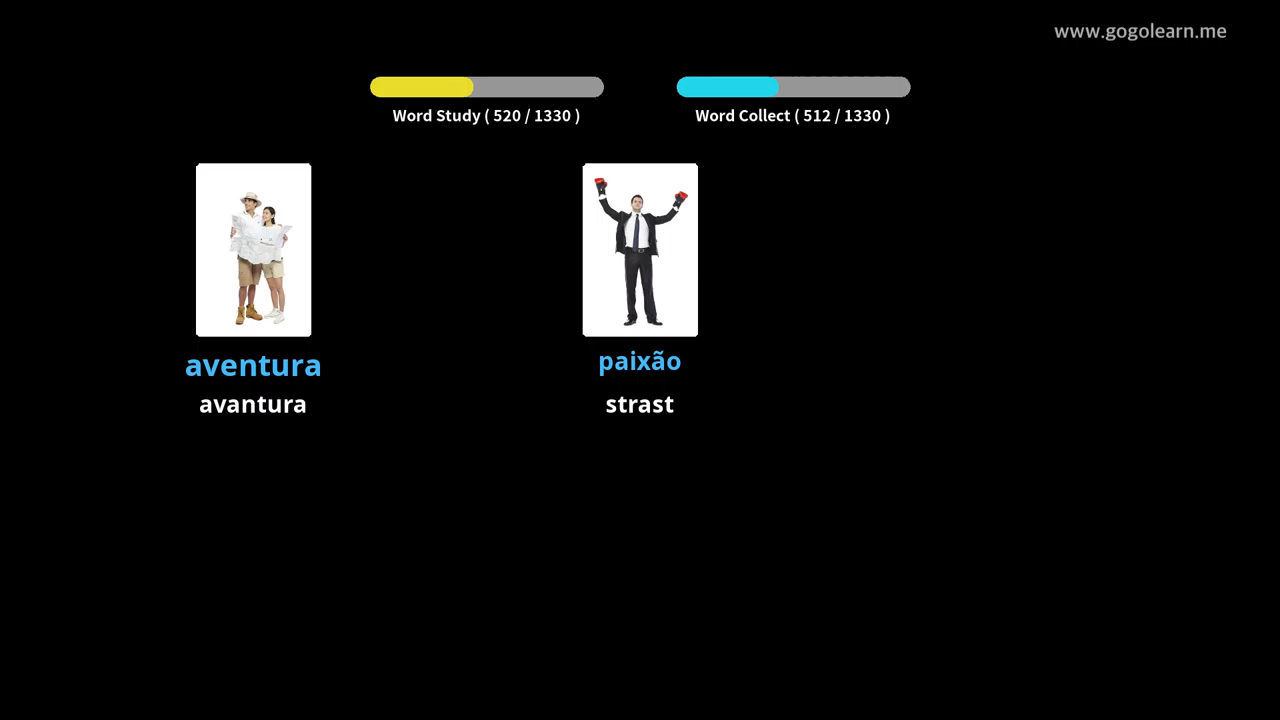 www.gogolearn.me
Word Study ( 520 / 1330 )
Word Collect ( 512 / 1330 )
aventura
avantura
paixão
strast